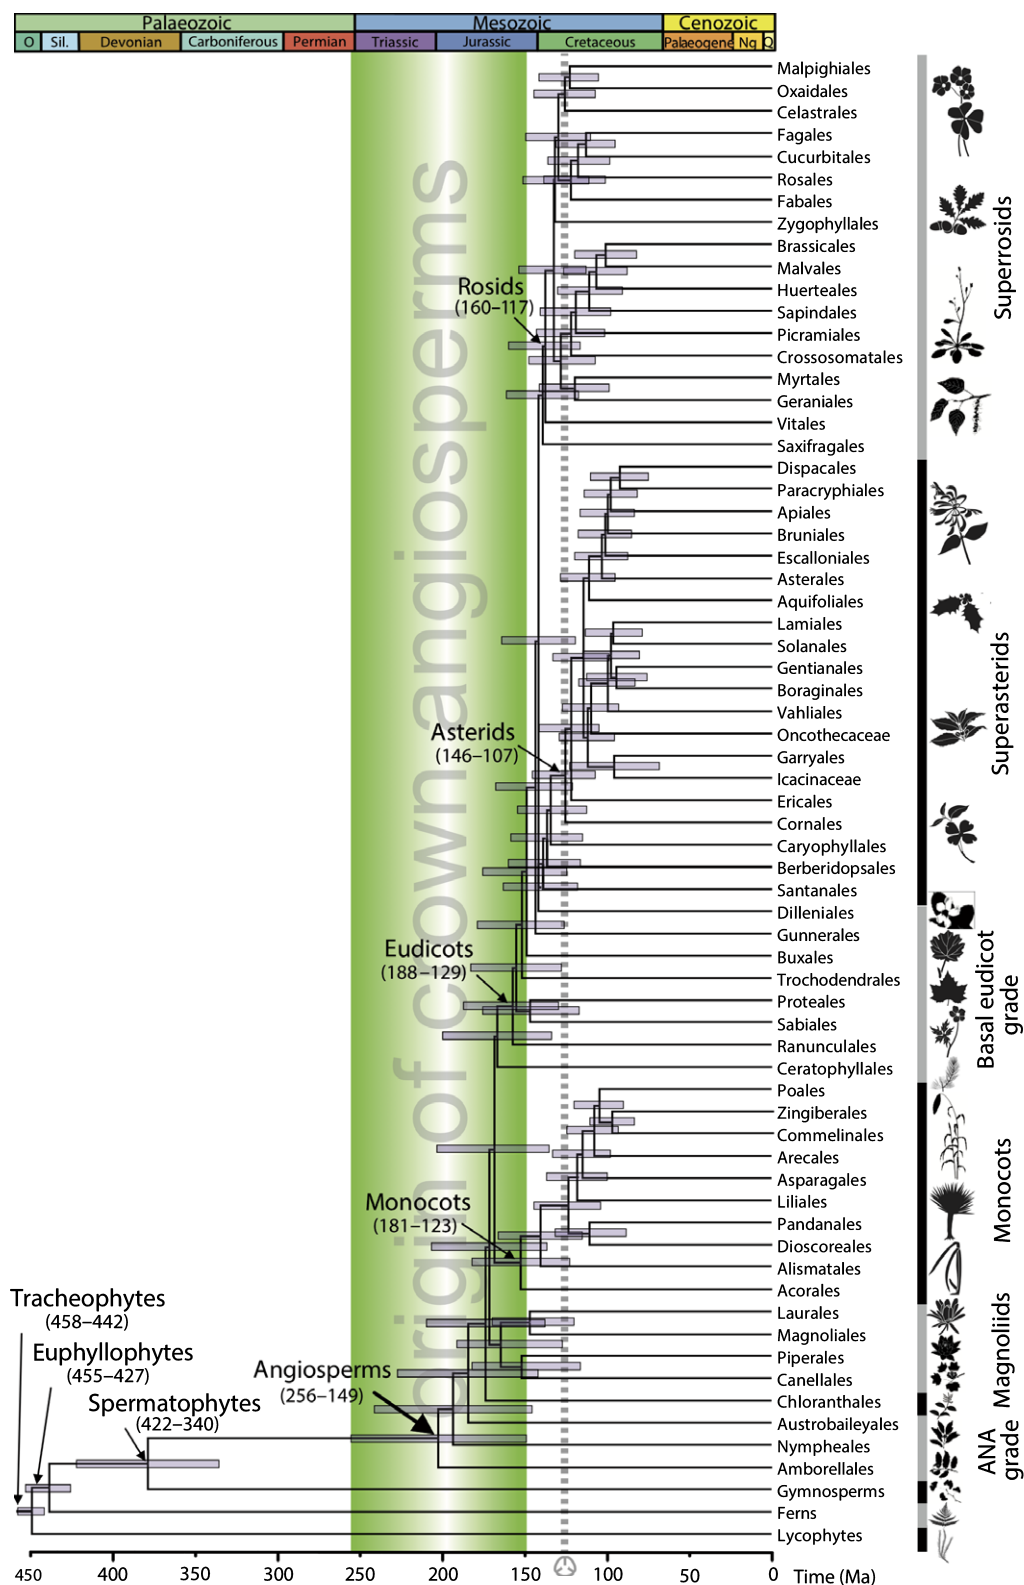 Palaeozoic Mesozoic Cenozoic
O Sil. Devonian Carboniferous Permian Triassic Jurassic Cretaceous Palaeogene Ng Q
Malpighiales
Oxaidales
Celastrales
Fagales
Cucurbitales
Rosales
Fabales
Zygophyllales
Brassicales
Malvales
Huerteales
Sapindales
Picramiales
Crossosomatales
Myrtales
Geraniales
Vitales
Saxifragales
Dispacales
Paracryphiales
Apiales
Bruniales
Escalloniales
Asterales
Aquifoliales
Lamiales
Solanales
Gentianales
Boraginales
Vahliales
Oncothecaceae
Garryales
Icacinaceae
Ericales
Cornales
Caryophyllales
Berberidopsales
Santanales
Dilleniales
Gunnerales
Buxales
Trochodendrales
Proteales
Sabiales
Ranunculales
Ceratophyllales
Poales
Zingiberales
Commelinales
Arecales
Asparagales
Liliales
Pandanales
Dioscoreales
Alismatales
Acorales
Laurales
Magnoliales
Piperales
Canellales
Chloranthales
Austrobaileyales
Nympheales
Amborellales
Gymnosperms
Ferns
Lycophytes
Superrosids
Superasterids
Basal eudicot
grade
Monocots
Magnoliids
ANA
grade
origin of crown angiosperms
Rosids
(160–117)
Asterids
(146–107)
Eudicots
(188–129)
Monocots
(181–123)
Angiosperms
(256–149)
Tracheophytes
(458–442)
Euphyllophytes
(455–427)
Spermatophytes
(422–340)
450 400 350 300 250 200 150 100 50 0 Time (Ma)